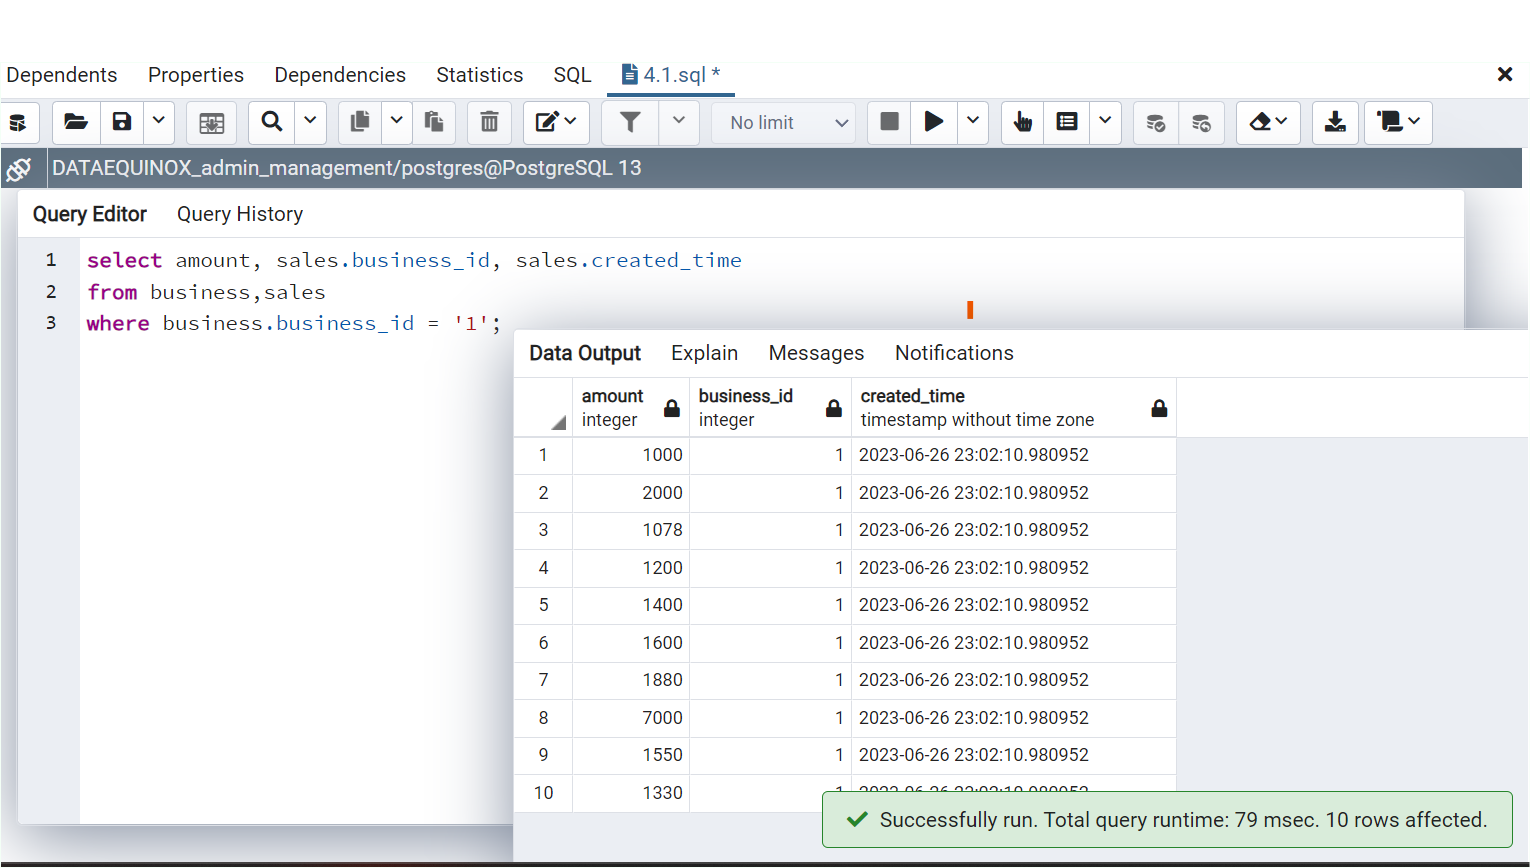 Dependents Properties Dependencies Statistics SQL 4.1.sql *
No limit
DATAEQUINOX_admin_management/postgres@PostgreSQL 13
Query Editor Query History
1 select amount, sales.business_id, sales.created_time
2 from business,sales
3 where business.business_id = '1';
Data Output Explain Messages Notifications
amount business_id created_time
integer integer timestamp without time zone
1 1000 1 2023-06-26 23:02:10.980952
2 2000 1 2023-06-26 23:02:10.980952
3 1078 1 2023-06-26 23:02:10.980952
4 1200 1 2023-06-26 23:02:10.980952
5 1400 1 2023-06-26 23:02:10.980952
6 1600 1 2023-06-26 23:02:10.980952
7 1880 1 2023-06-26 23:02:10.980952
8 7000 1 2023-06-26 23:02:10.980952
9 1550 1 2023-06-26 23:02:10.980952
10 1330
Successfully run. Total query runtime: 79 msec. 10 rows affected.